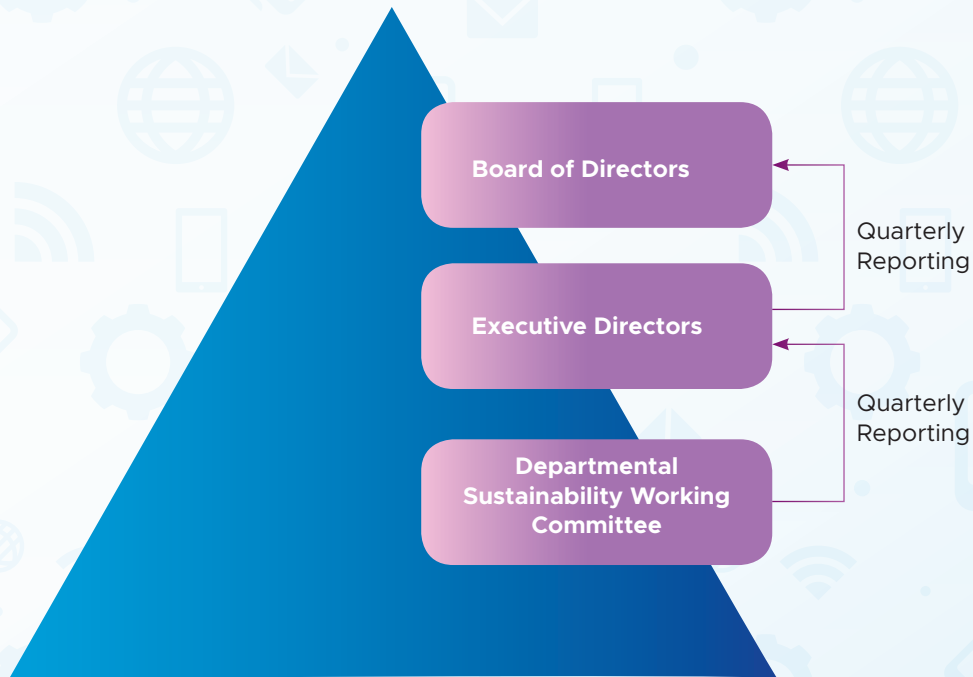 Board of Directors
Quarterly
Reporting
Executive Directors
Quarterly
Reporting
Departmental
Sustainability Working
Committee